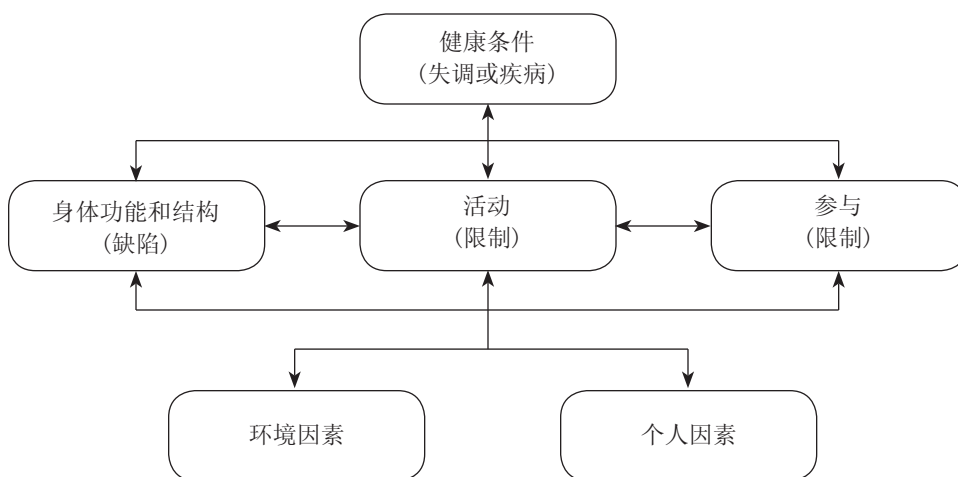 健康条件
(失调或疾病)
身体功能和结构
(缺陷)
活动
(限制)
参与
(限制)
环境因素
个人因素